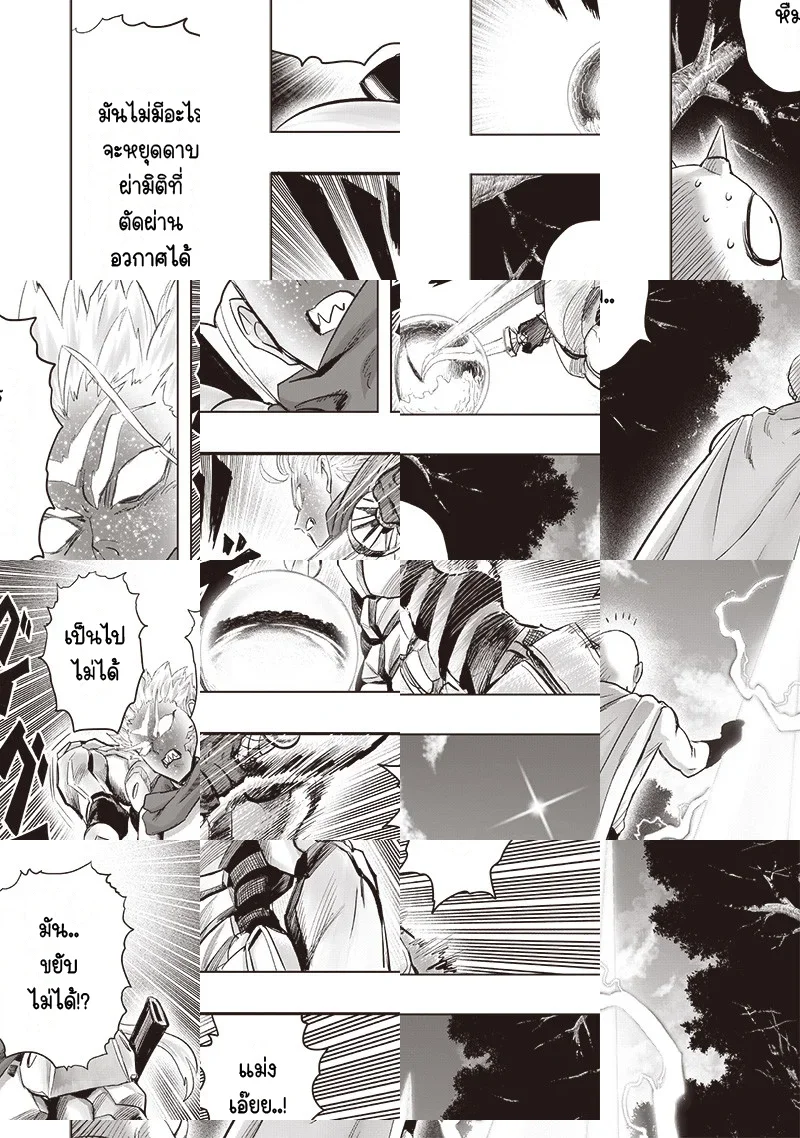 มันไม่มีอะไร
จะหยุดดาบ
ผ่ามิติที่
ตัดผ่าน
อวกาศได้
เป็นไป
ไม่ได้
มัน..
ขยับ
ไม่ได้!?
แม่ง
เอ๊ยย..!